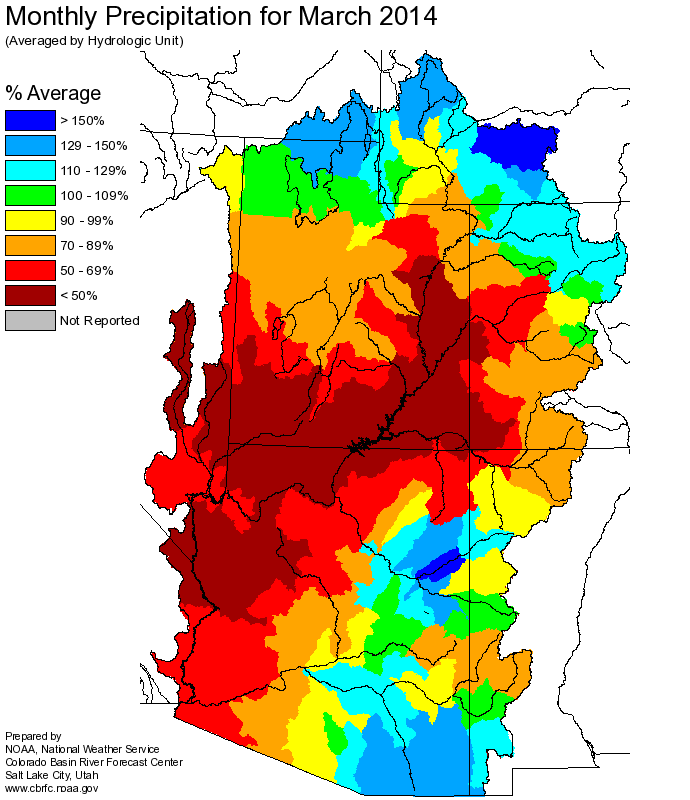 Monthly Precipitation for March 2014
(Averaged by Hydrologic Unit)
% Average
> 150%
129 - 150%
110 - 129%
100 - 109%
90 - 99%
70 - 89%
50 - 69%
< 50%
Not Reported
Prepared by
NOAA, National Weather Service
Colorado Basin River Forecast Center
Salt Lake City, Utah
www.cbrfc.noaa.gov